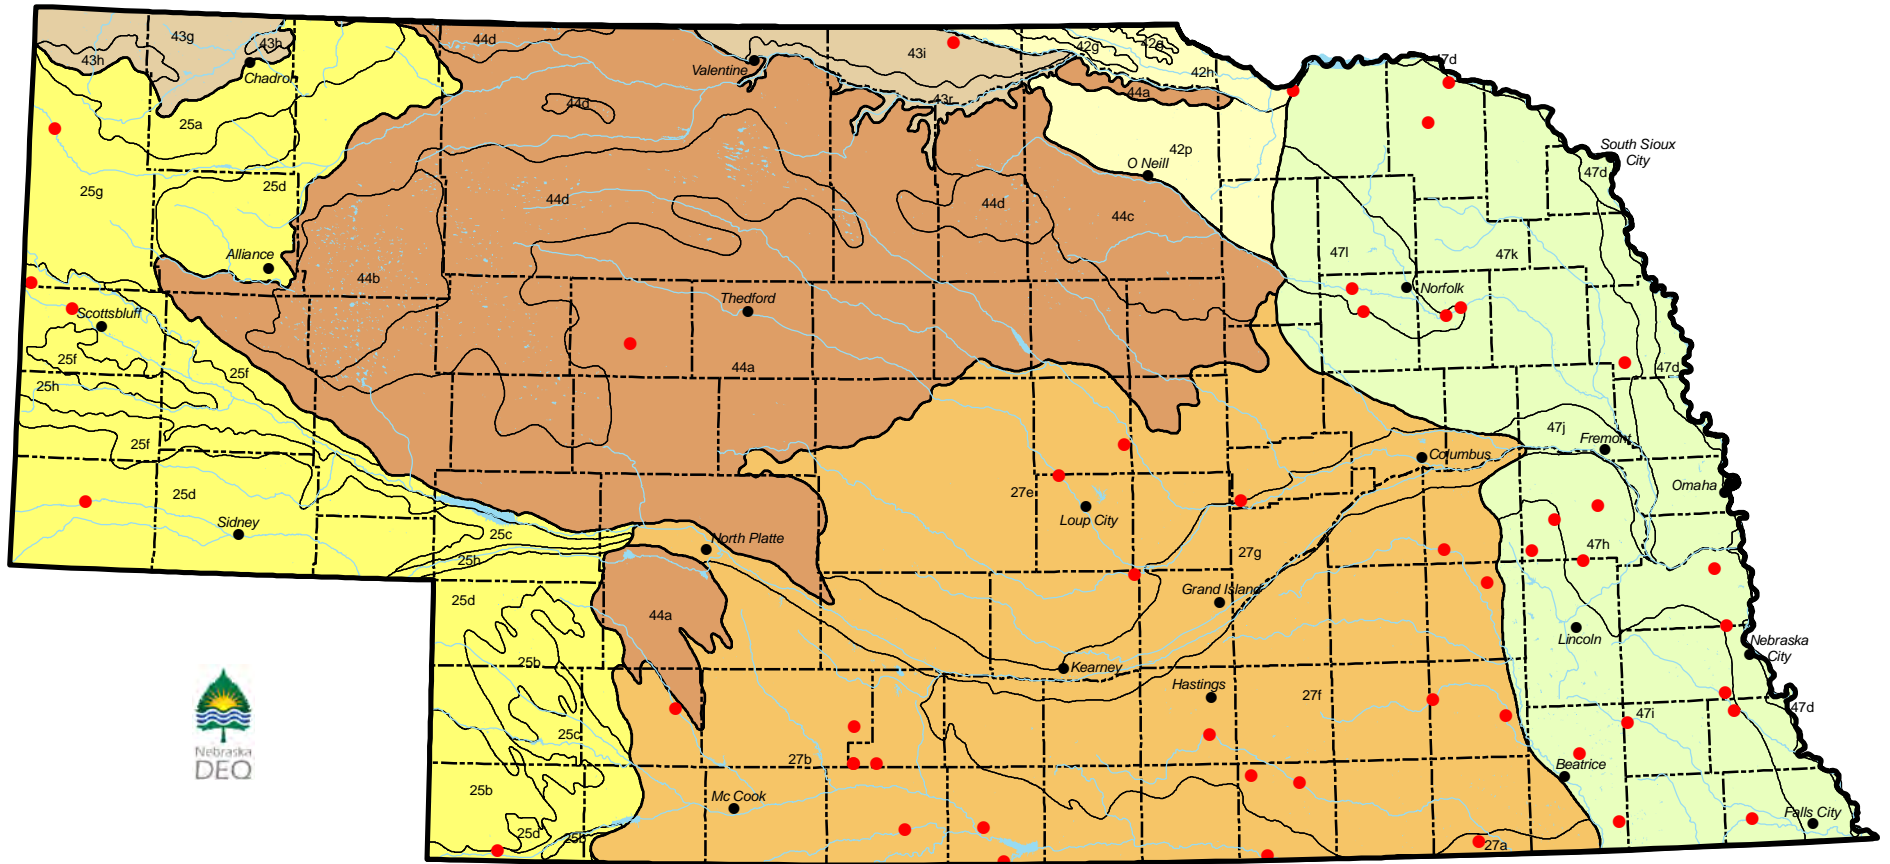 43g
43h
43h
Chadron
44d
Valentine
43i
42g
42g
42h
47d
44d
43r
44a
25a
42p
O Neill
South Sioux
City
47d
25g
25d
44d
44d
44c
Alliance
44b
47l
47k
Norfolk
Thedford
Scottsbluff
25f
25f
25h
44a
47d
25f
47j
Fremont
Columbus
25d
27e
Omaha
Sidney
Loup City
25c
North Platte
25h
27g
47h
Grand Island
25d
44a
Lincoln
Nebraska
City
25b
Kearney
Hastings
27f
47i
47d
25c
27b
Beatrice
25b
Mc Cook
Falls City
25d
25b
27a
Nebraska
DEQ